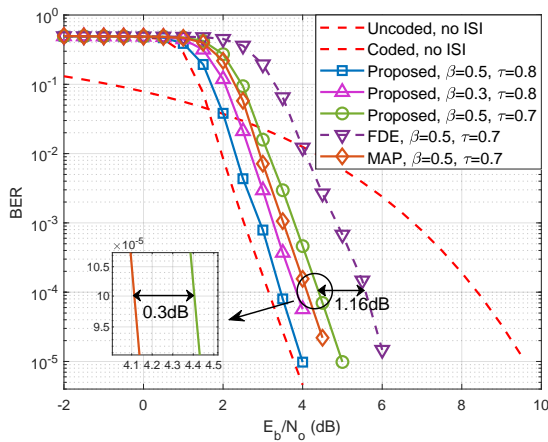 10^0
10^-1
10^-2
10^-3
10^-4
10^-5
BER
-2
0
2
4
6
8
10
E_b/N_o (dB)
Uncoded, no ISI
Coded, no ISI
Proposed, β=0.5, τ=0.8
Proposed, β=0.3, τ=0.8
Proposed, β=0.5, τ=0.7
FDE, β=0.5, τ=0.7
MAP, β=0.5, τ=0.7
×10^-5
10.5
10
9.5
4.1
4.2
4.3
4.4
4.5
0.3dB
1.16dB